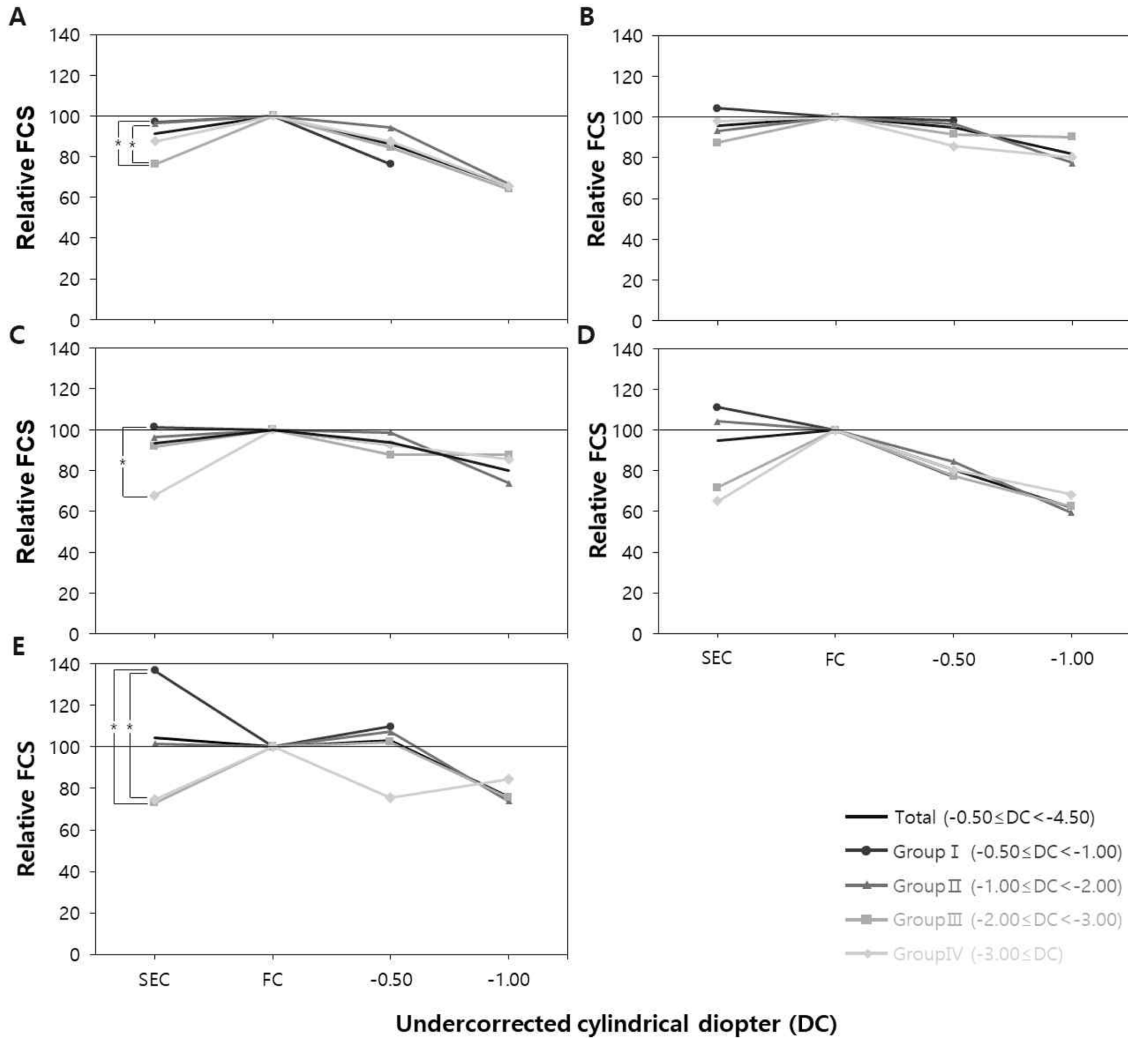 A
140
120
100
80
60
40
20
0
Relative FCS
* *
B
140
120
100
80
60
40
20
0
Relative FCS
C
140
120
100
80
60
40
20
0
Relative FCS
*
D
140
120
100
80
60
40
20
0
Relative FCS
SEC FC -0.50 -1.00
E
140
120
100
80
60
40
20
0
Relative FCS
* *
SEC FC -0.50 -1.00
Total (-0.50≤DC<-4.50)
Group Ⅰ (-0.50≤DC<-1.00)
GroupⅡ (-1.00≤DC<-2.00)
GroupⅢ (-2.00≤DC<-3.00)
GroupⅣ (-3.00≤DC)
Undercorrected cylindrical diopter (DC)